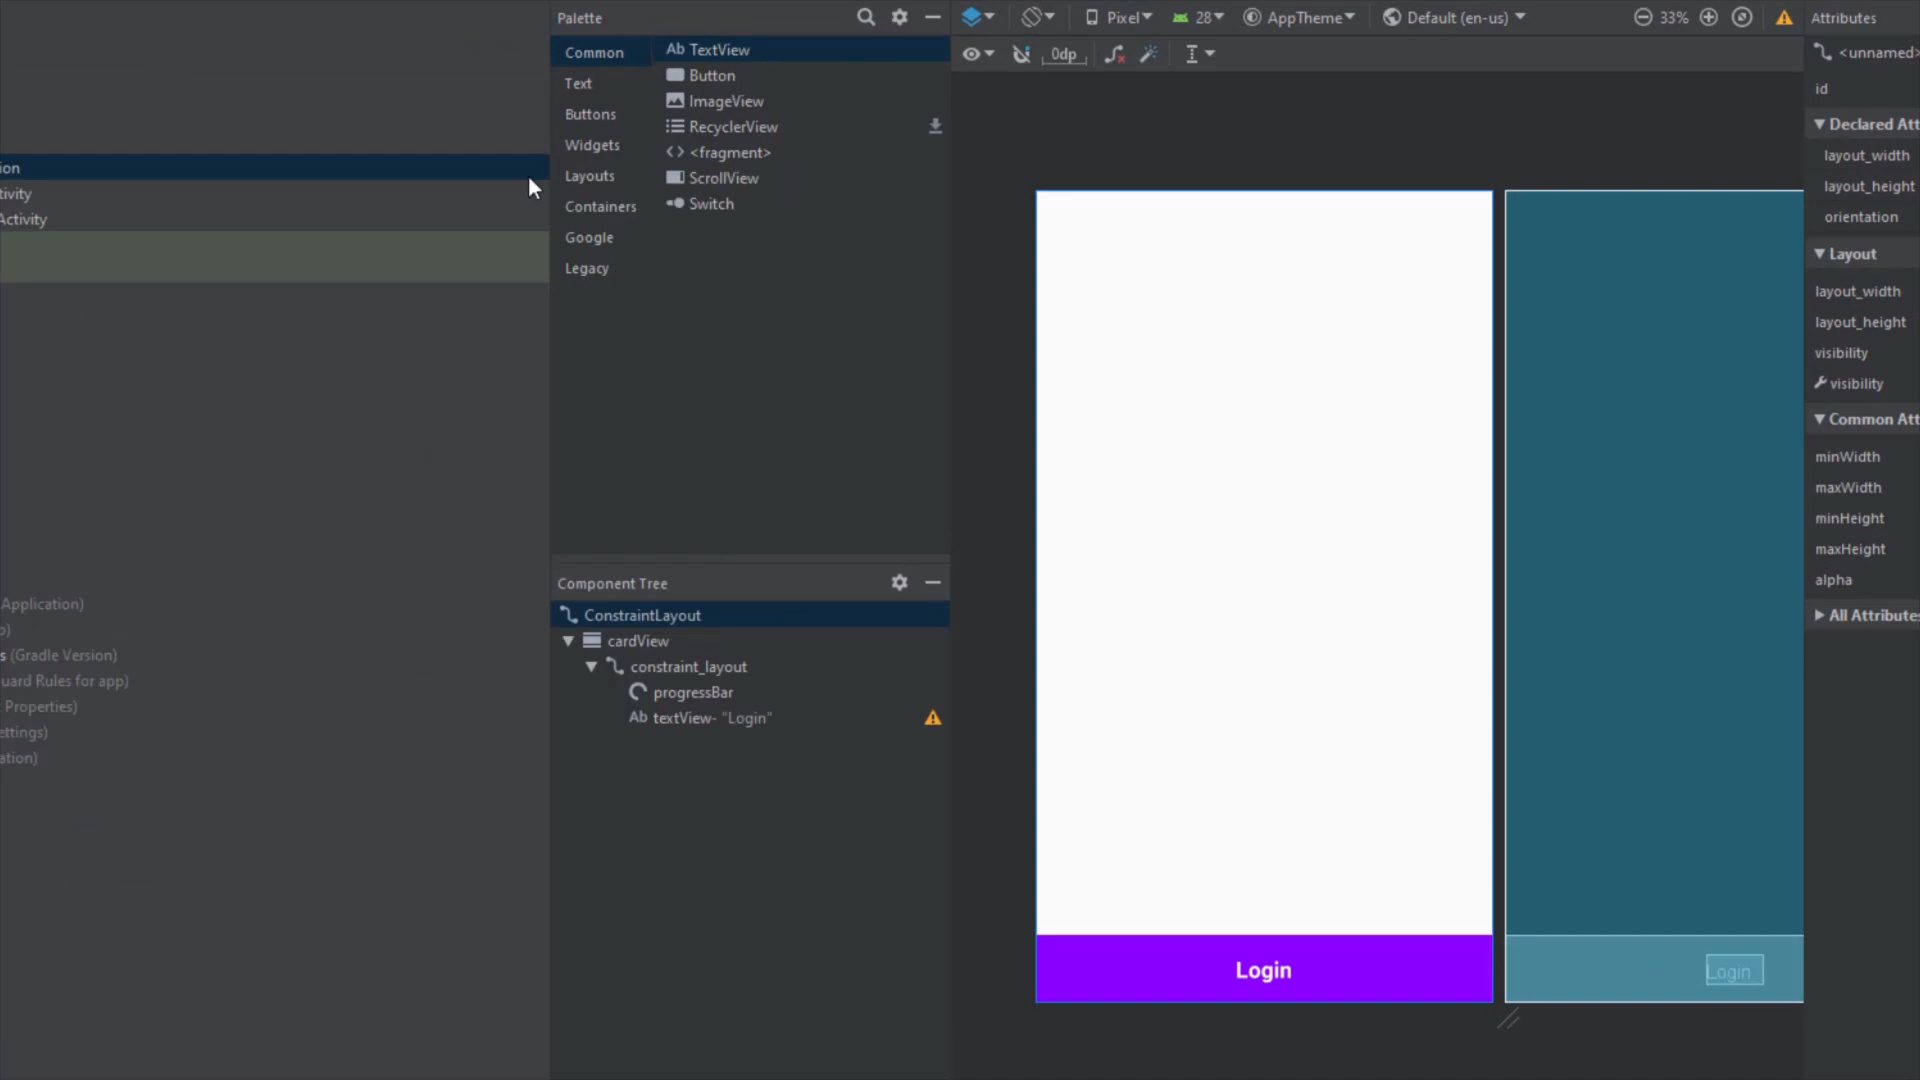 ion
tivity
Activity
Application)
o)
s (Gradle Version)
uard Rules for app)
t Properties)
ettings)
ation)
Palette
Common
Text
Buttons
Widgets
Layouts
Containers
Google
Legacy
Ab TextView
Button
ImageView
RecyclerView
<> <fragment>
ScrollView
Switch
Component Tree
ConstraintLayout
cardView
constraint_layout
progressBar
Ab textView- "Login"
Pixel
28
AppTheme
Default (en-us)
33%
0dp
Login
Login
Attributes
<unnamed>
id
Declared Att
layout_width
layout_height
orientation
Layout
layout_width
layout_height
visibility
visibility
Common Att
minWidth
maxWidth
minHeight
maxHeight
alpha
All Attributes